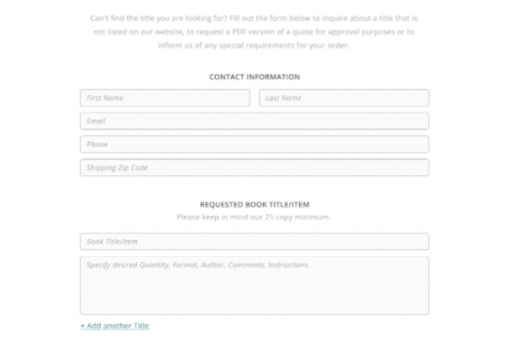 Can't find the title you are looking for? Fill out the form below to inquire about a title that is
not listed on our website, to request a PDF version of a quote for approval purposes or to
inform us of any special requirements for your order.
CONTACT INFORMATION
First Name
Last Name
Email
Phone
Shipping Zip Code
REQUESTED BOOK TITLE/ITEM
Please keep in mind our 25 copy minimum.
Book Title/Item
Specify desired Quantity, Format, Author, Comments, Instructions.
+ Add another Title